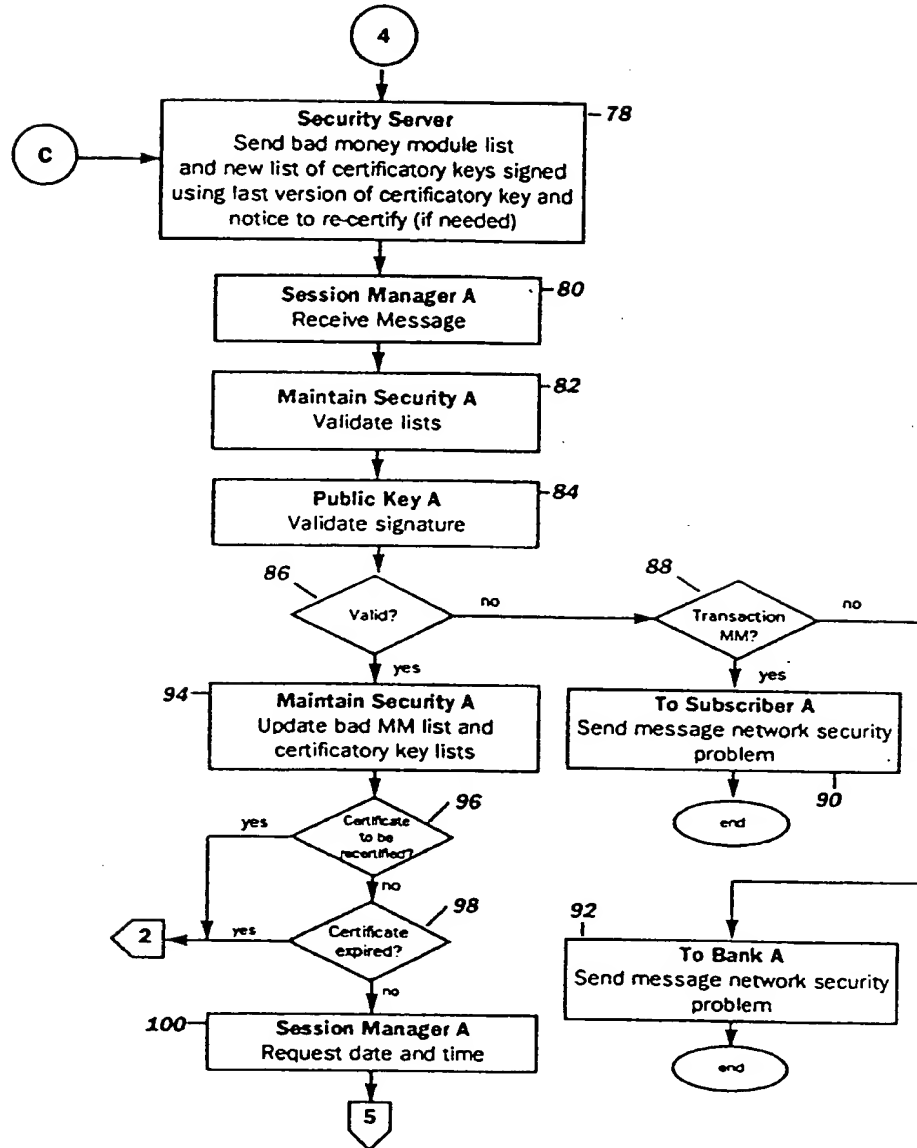 4
Security Server
78
Send bad money module list
and new list of certificatory keys signed
using last version of certificatory key and
notice to re-certify (if needed)
C
Session Manager A
80
Receive Message
Maintain Security A
82
Validate lists
Public Key A
84
Validate signature
86
Valid?
no
88
Transaction
MM?
no
yes
yes
94
Maintain Security A
Update bad MM list and
certificatory key lists
To Subscriber A
Send message network security
problem
90
end
96
yes
Certificate
to be
recertified?
no
98
2
yes
Certificate
expired?
no
92
To Bank A
Send message network security
problem
end
100
Session Manager A
Request date and time
5